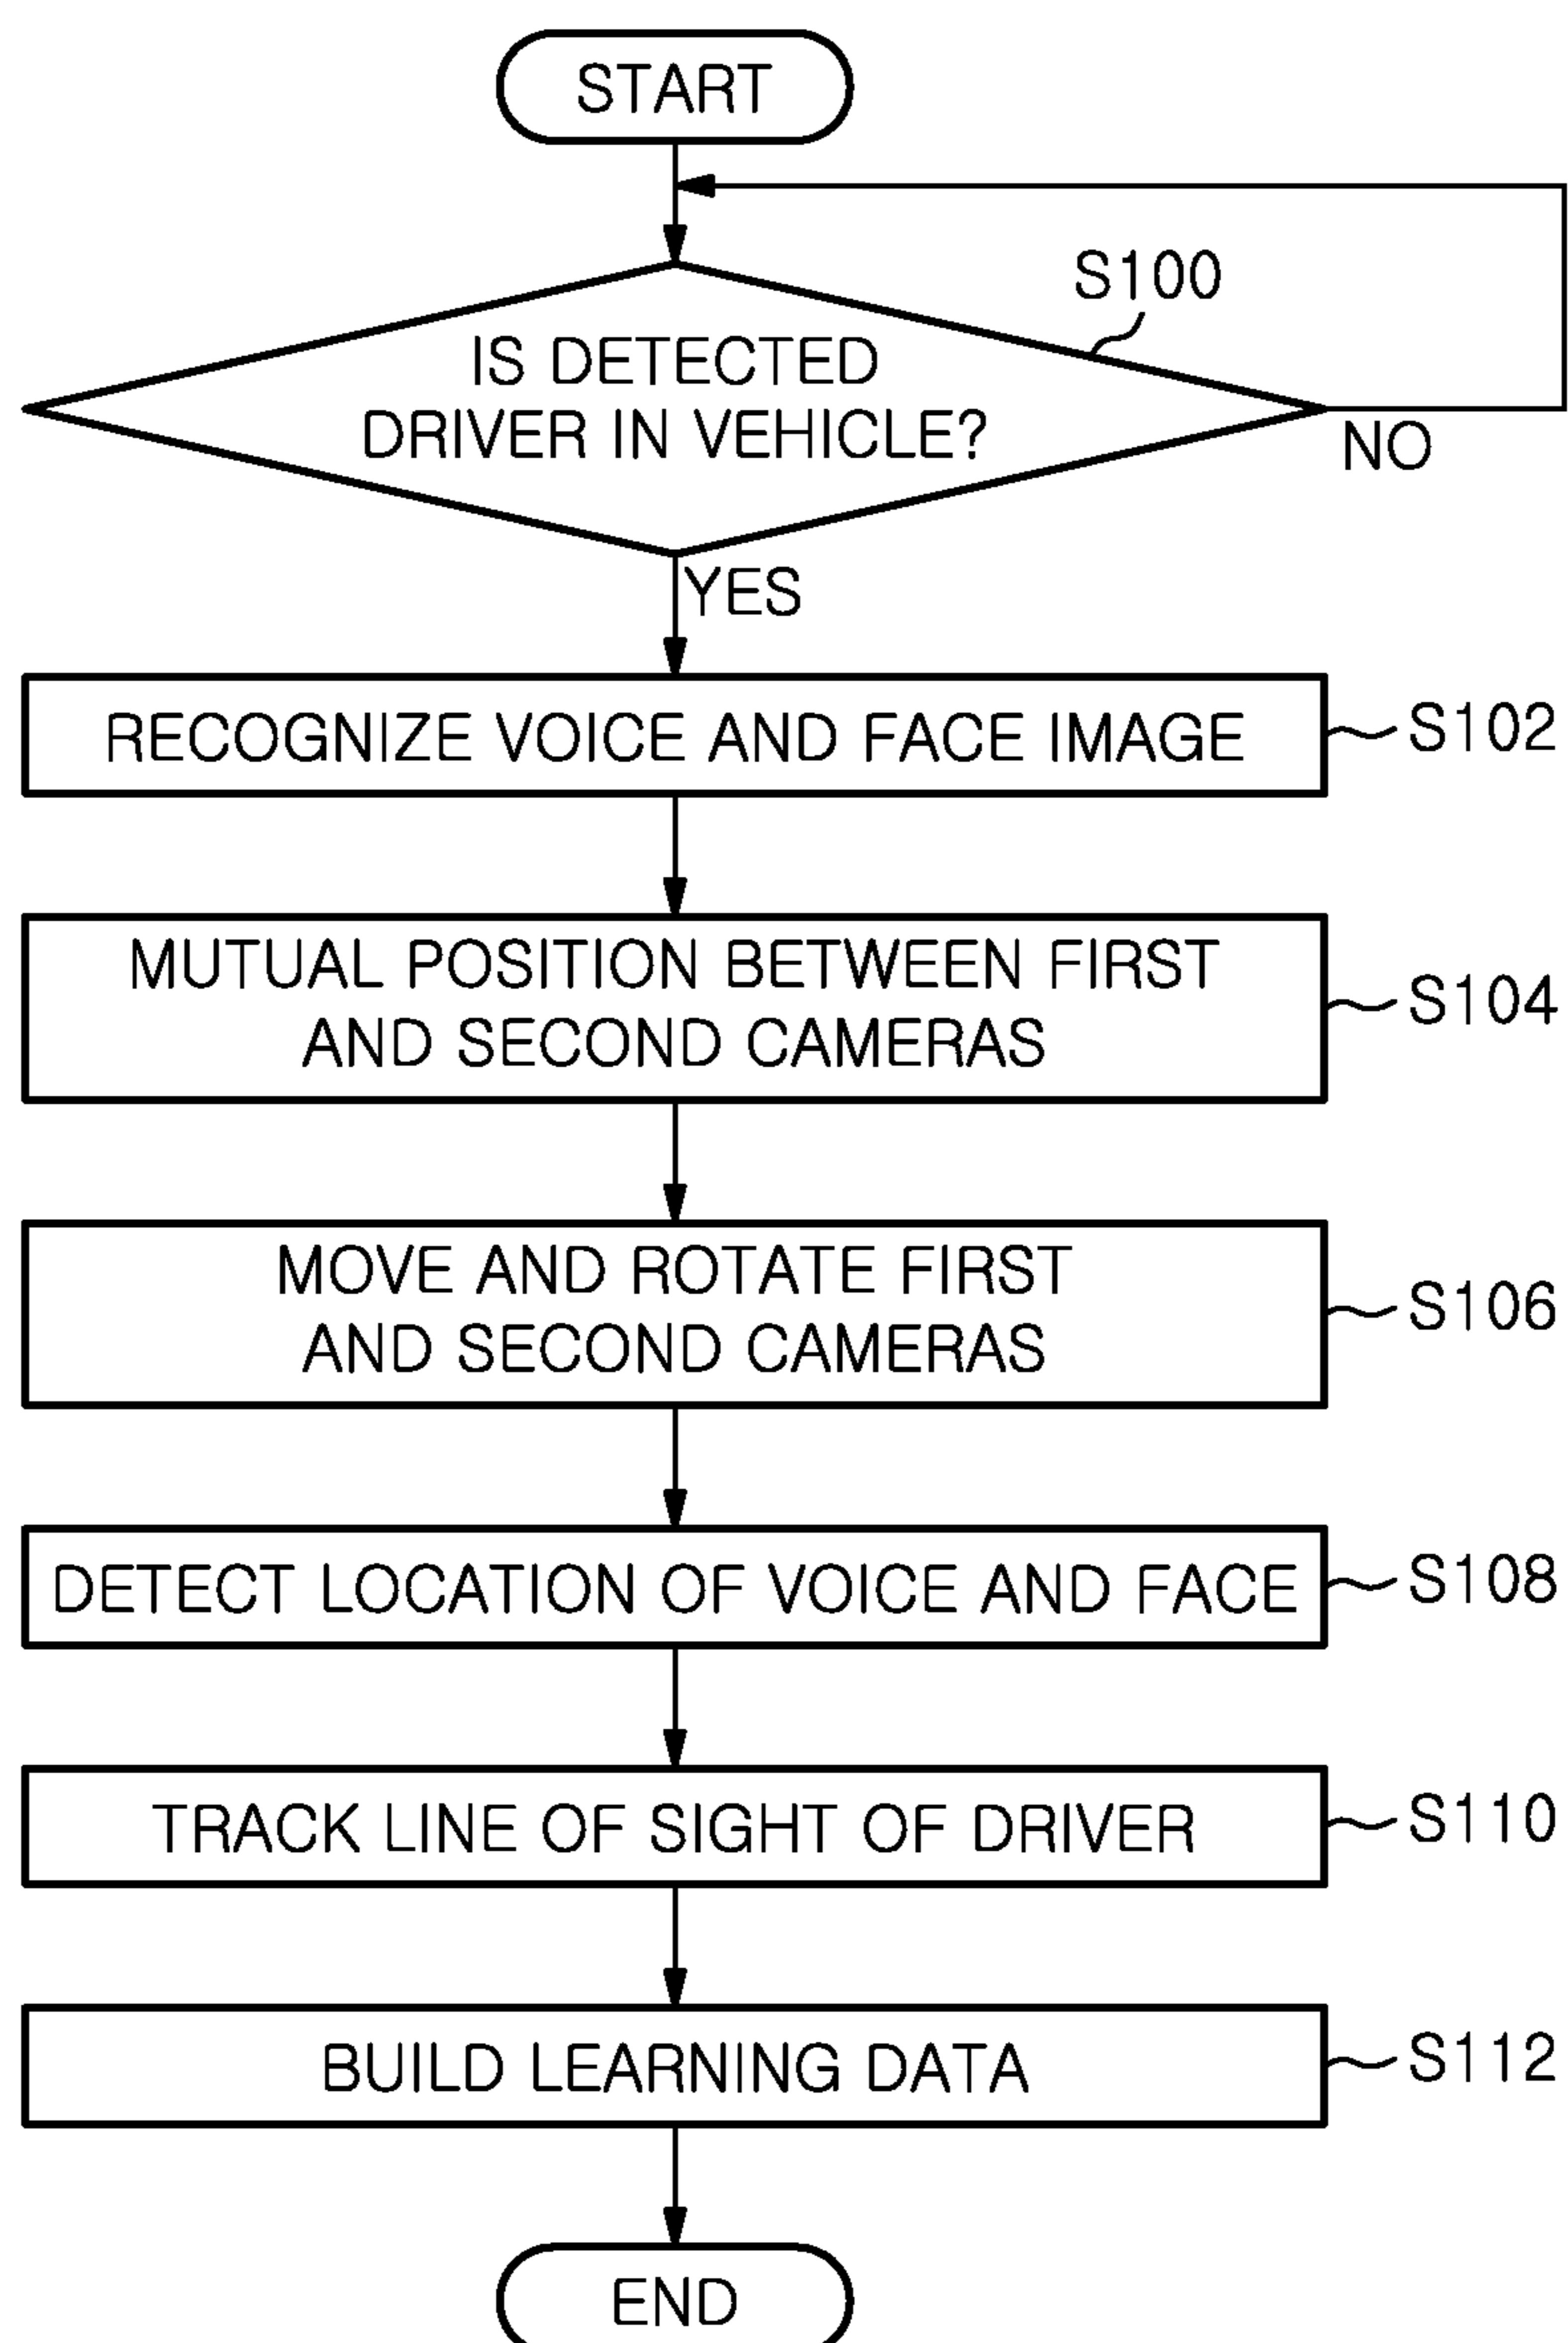 START
S100
IS DETECTED
DRIVER IN VEHICLE?
NO
YES
RECOGNIZE VOICE AND FACE IMAGE
S102
MUTUAL POSITION BETWEEN FIRST
AND SECOND CAMERAS
S104
MOVE AND ROTATE FIRST
AND SECOND CAMERAS
S106
DETECT LOCATION OF VOICE AND FACE
S108
TRACK LINE OF SIGHT OF DRIVER
S110
BUILD LEARNING DATA
S112
END